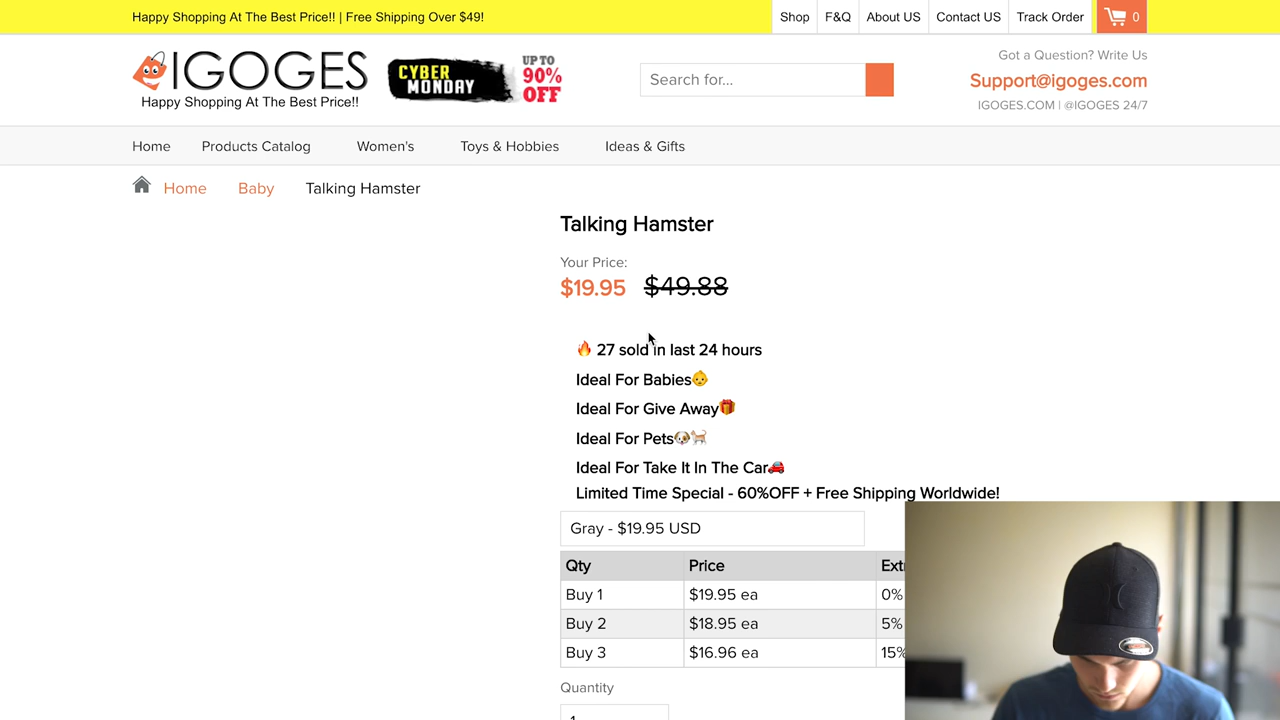 Happy Shopping At The Best Price!! | Free Shipping Over $49!
Shop
F&Q
About US
Contact US
Track Order
0
IGOGES
Happy Shopping At The Best Price!!
CYBER
MONDAY
UP TO
90%
OFF
Search for...
Got a Question? Write Us
Support@igoges.com
IGOGES.COM | @IGOGES 24/7
Home
Products Catalog
Women's
Toys & Hobbies
Ideas & Gifts
Home
Baby
Talking Hamster
Talking Hamster
Your Price:
$19.95 $49.88
🔥 27 sold in last 24 hours
Ideal For Babies👶
Ideal For Give Away🎁
Ideal For Pets🐶🐈
Ideal For Take It In The Car🚗
Limited Time Special - 60%OFF + Free Shipping Worldwide!
Gray - $19.95 USD
Qty Price
Buy 1 $19.95 ea 0%
Buy 2 $18.95 ea 5%
Buy 3 $16.96 ea 15%
Quantity